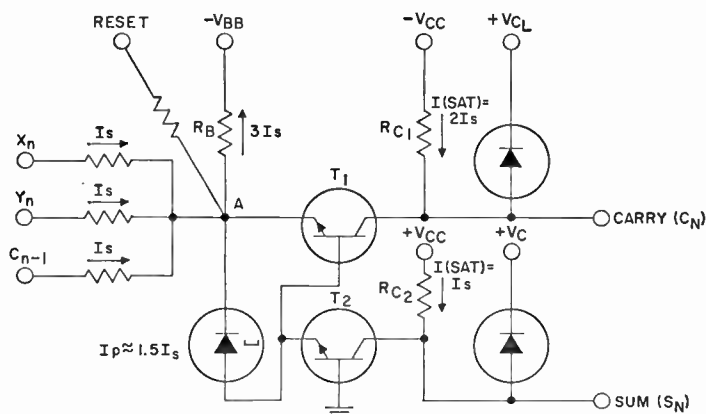 RESET
-VBB
-VCC
+VCL
Xn
Is
RB
3Is
RC1
I(SAT)=
2Is
Yn
Is
A
T1
CARRY (CN)
Cn-1
Is
+VCC
+VC
T2
RC2
I(SAT)=
Is
Ip≈1.5Is
SUM (SN)